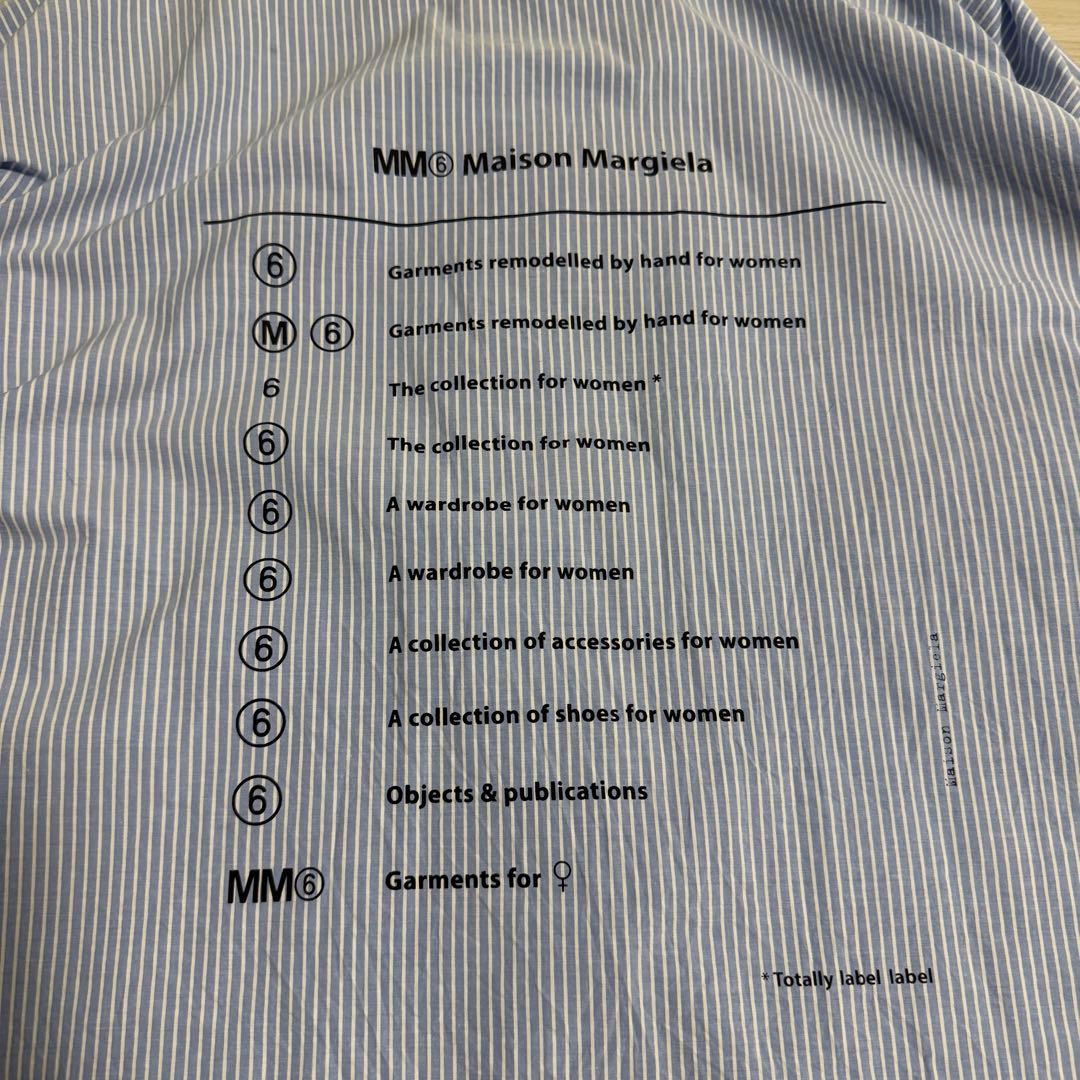 MM⑥ Maison Margiela
⑥ Garments remodelled by hand for women
Ⓜ ⑥ Garments remodelled by hand for women
6 The collection for women *
⑥ The collection for women
⑥ A wardrobe for women
⑥ A wardrobe for women
⑥ A collection of accessories for women
⑥ A collection of shoes for women
⑥ Objects & publications
MM⑥ Garments for ♀
Maison Margiela
* Totally label label